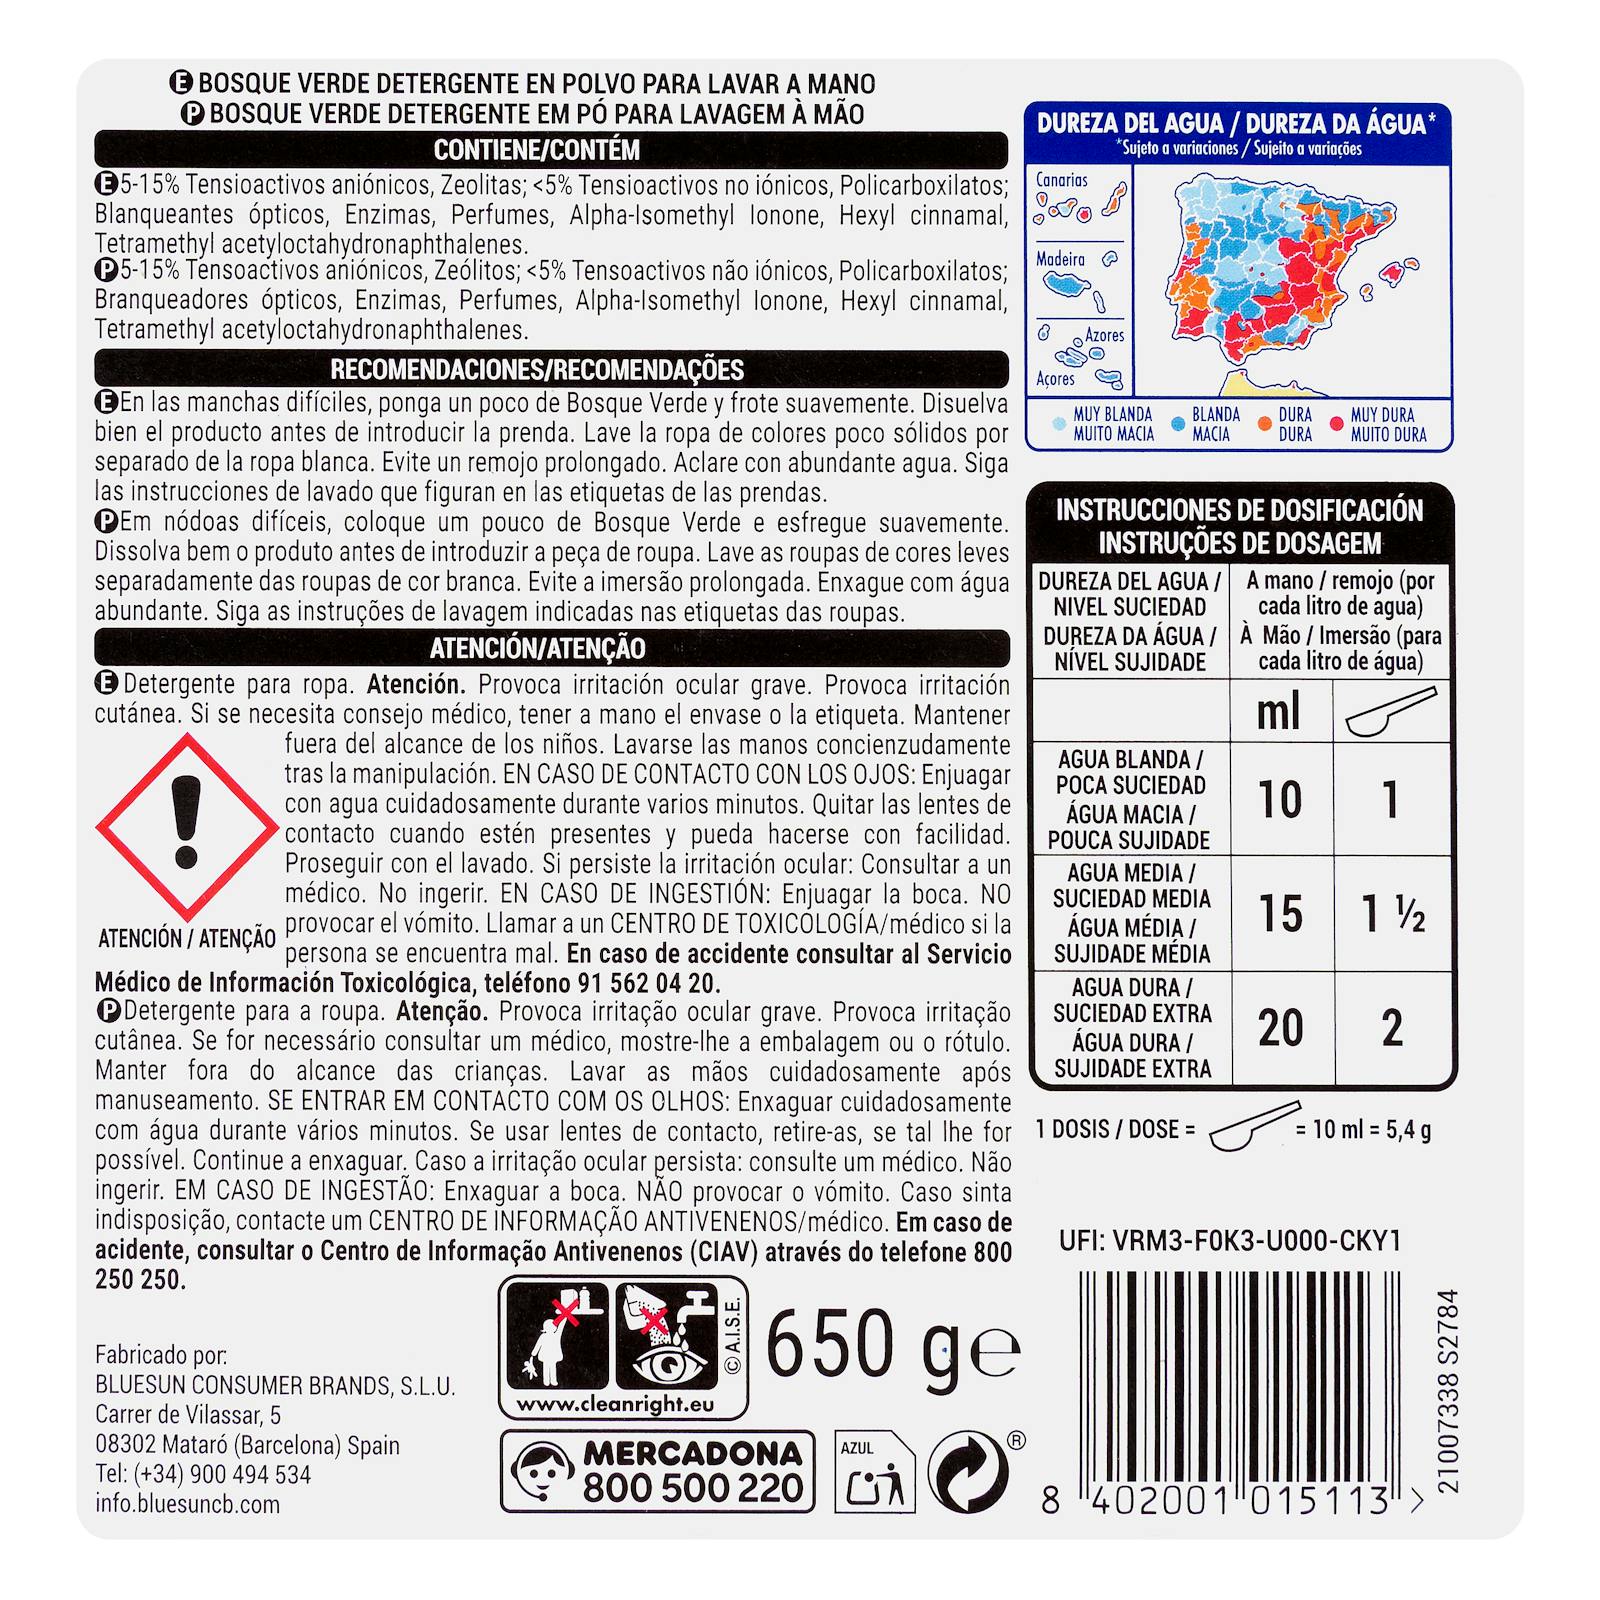 E BOSQUE VERDE DETERGENTE EN POLVO PARA LAVAR A MANO
P BOSQUE VERDE DETERGENTE EM PÓ PARA LAVAGEM À MÃO
CONTIENE/CONTÉM
E 5-15% Tensioactivos aniónicos, Zeolitas; <5% Tensioactivos no iónicos, Policarboxilatos;
Blanqueantes ópticos, Enzimas, Perfumes, Alpha-Isomethyl Ionone, Hexyl cinnamal,
Tetramethyl acetyloctahydronaphthalenes.
P 5-15% Tensoactivos aniónicos, Zeólitos; <5% Tensoactivos não iónicos, Policarboxilatos;
Branqueadores ópticos, Enzimas, Perfumes, Alpha-Isomethyl Ionone, Hexyl cinnamal,
Tetramethyl acetyloctahydronaphthalenes.
RECOMENDACIONES/RECOMENDAÇÕES
E En las manchas difíciles, ponga un poco de Bosque Verde y frote suavemente. Disuelva
bien el producto antes de introducir la prenda. Lave la ropa de colores poco sólidos por
separado de la ropa blanca. Evite un remojo prolongado. Aclare con abundante agua. Siga
las instrucciones de lavado que figuran en las etiquetas de las prendas.
P Em nódoas difíceis, coloque um pouco de Bosque Verde e esfregue suavemente.
Dissolva bem o produto antes de introduzir a peça de roupa. Lave as roupas de cores leves
separadamente das roupas de cor branca. Evite a imersão prolongada. Enxague com água
abundante. Siga as instruções de lavagem indicadas nas etiquetas das roupas.
ATENCIÓN/ATENÇÃO
E Detergente para ropa. Atención. Provoca irritación ocular grave. Provoca irritación
cutánea. Si se necesita consejo médico, tener a mano el envase o la etiqueta. Mantener
fuera del alcance de los niños. Lavarse las manos concienzudamente
tras la manipulación. EN CASO DE CONTACTO CON LOS OJOS: Enjuagar
con agua cuidadosamente durante varios minutos. Quitar las lentes de
contacto cuando estén presentes y pueda hacerse con facilidad.
Proseguir con el lavado. Si persiste la irritación ocular: Consultar a un
médico. No ingerir. EN CASO DE INGESTIÓN: Enjuagar la boca. NO
provocar el vómito. Llamar a un CENTRO DE TOXICOLOGÍA/médico si la
persona se encuentra mal. En caso de accidente consultar al Servicio
Médico de Información Toxicológica, teléfono 91 562 04 20.
ATENCIÓN / ATENÇÃO
P Detergente para a roupa. Atenção. Provoca irritação ocular grave. Provoca irritação
cutânea. Se for necessário consultar um médico, mostre-lhe a embalagem ou o rótulo.
Manter fora do alcance das crianças. Lavar as mãos cuidadosamente após
manuseamento. SE ENTRAR EM CONTACTO COM OS OLHOS: Enxaguar cuidadosamente
com água durante vários minutos. Se usar lentes de contacto, retire-as, se tal lhe for
possível. Continue a enxaguar. Caso a irritação ocular persista: consulte um médico. Não
ingerir. EM CASO DE INGESTÃO: Enxaguar a boca. NÃO provocar o vómito. Caso sinta
indisposição, contacte um CENTRO DE INFORMAÇÃO ANTIVENENOS/médico. Em caso de
acidente, consultar o Centro de Informação Antivenenos (CIAV) através do telefone 800
250 250.
Fabricado por:
BLUESUN CONSUMER BRANDS, S.L.U.
Carrer de Vilassar, 5
08302 Mataró (Barcelona) Spain
Tel: (+34) 900 494 534
info.bluesuncb.com
© A.I.S.E.
www.cleanright.eu
650 g e
MERCADONA
800 500 220
AZUL
®
DUREZA DEL AGUA / DUREZA DA ÁGUA*
*Sujeto a variaciones / Sujeito a variações
Canarias
Madeira
Azores
Açores
MUY BLANDA
MUITO MACIA
BLANDA
MACIA
DURA
DURA
MUY DURA
MUITO DURA
INSTRUCCIONES DE DOSIFICACIÓN
INSTRUÇÕES DE DOSAGEM
DUREZA DEL AGUA /
NIVEL SUCIEDAD
DUREZA DA ÁGUA /
NÍVEL SUJIDADE
A mano / remojo (por
cada litro de agua)
À Mão / Imersão (para
cada litro de água)
ml
AGUA BLANDA /
POCA SUCIEDAD
ÁGUA MACIA /
POUCA SUJIDADE
10 1
AGUA MEDIA /
SUCIEDAD MEDIA
ÁGUA MÉDIA /
SUJIDADE MÉDIA
15 1 ½
AGUA DURA /
SUCIEDAD EXTRA
ÁGUA DURA /
SUJIDADE EXTRA
20 2
1 DOSIS / DOSE = = 10 ml = 5,4 g
UFI: VRM3-F0K3-U000-CKY1
8 402001 015113 >
21007338 S2784